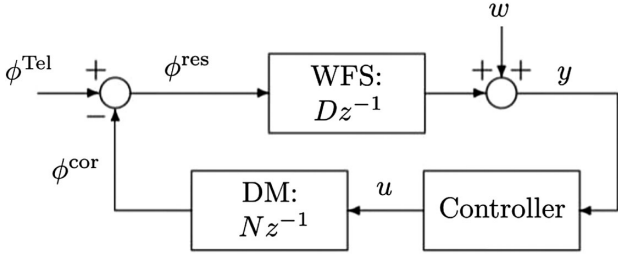 w
ϕ^Tel + ϕ^res WFS: + + y
− Dz^−1
ϕ^cor
DM: u Controller
Nz^−1